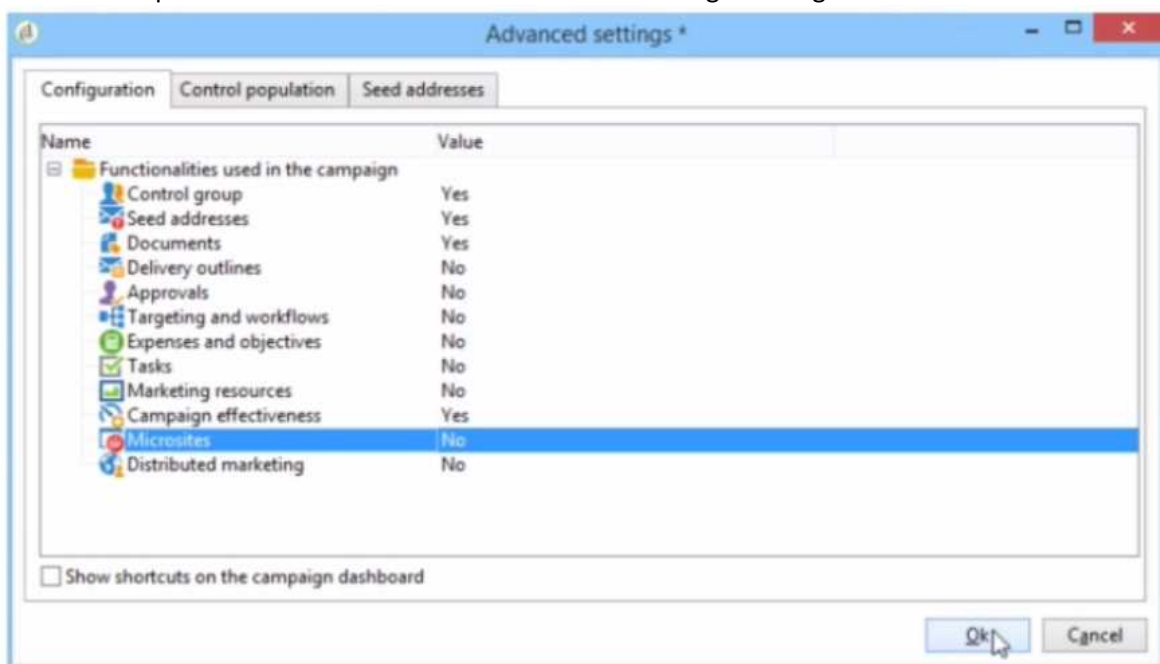 Advanced settings *
Configuration Control population Seed addresses
Name Value
Functionalities used in the campaign
Control group Yes
Seed addresses Yes
Documents Yes
Delivery outlines No
Approvals No
Targeting and workflows No
Expenses and objectives No
Tasks No
Marketing resources No
Campaign effectiveness Yes
Microsites No
Distributed marketing No
Show shortcuts on the campaign dashboard
Ok Cancel